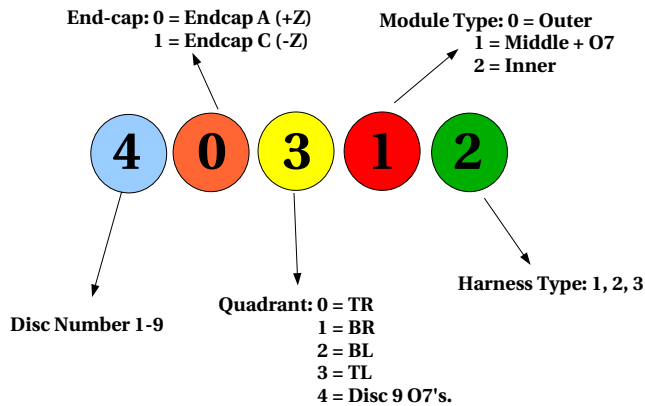 End-cap: 0 = Endcap A (+Z)
1 = Endcap C (-Z)
Module Type: 0 = Outer
1 = Middle + O7
2 = Inner
4 0 3 1 2
Harness Type: 1, 2, 3
Disc Number 1-9
Quadrant: 0 = TR
1 = BR
2 = BL
3 = TL
4 = Disc 9 O7's.